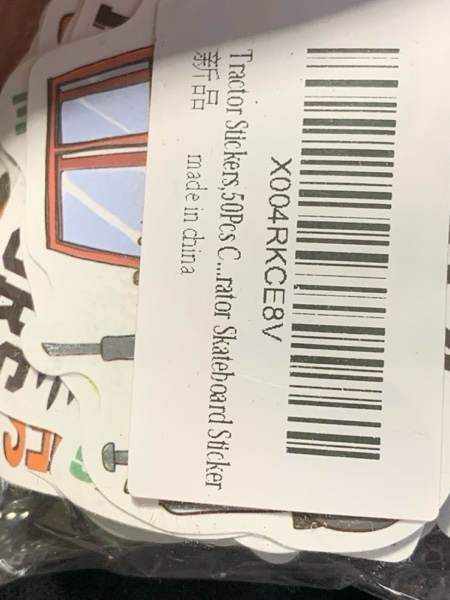 X004RKCE8V
Tractor Stickers,50Pcs C...rator Skateboard Sticker
新品
made in china